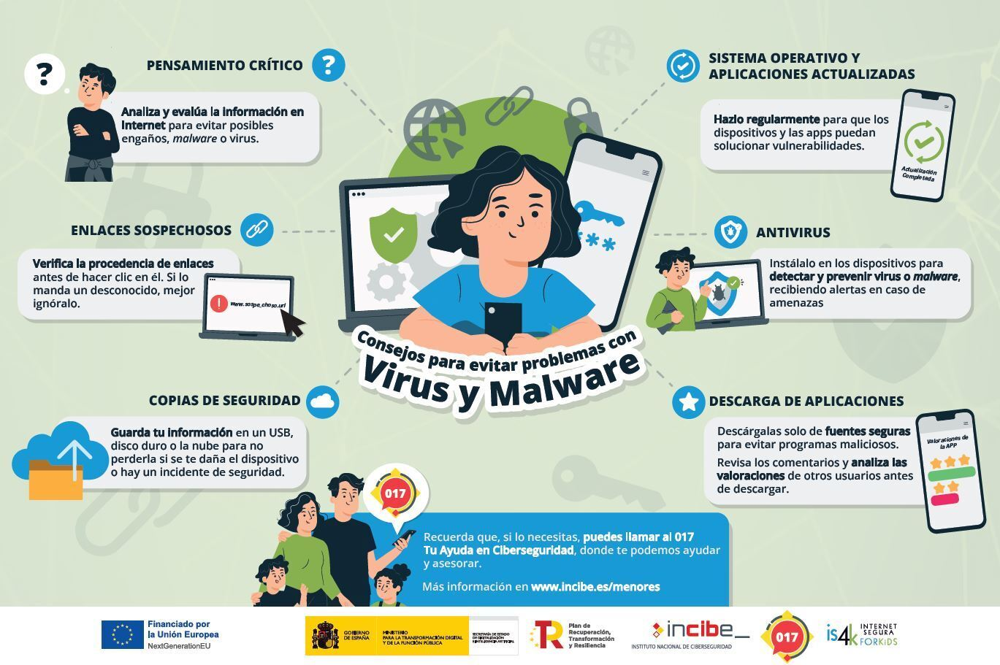 PENSAMIENTO CRÍTICO
?
?
Analiza y evalúa la información en
Internet para evitar posibles
engaños, malware o virus.
ENLACES SOSPECHOSOS
Verifica la procedencia de enlaces
antes de hacer clic en él. Si lo
manda un desconocido, mejor
ignóralo.
!
www.sospe_choso.url
COPIAS DE SEGURIDAD
Guarda tu información en un USB,
disco duro o la nube para no
perderla si se te daña el dispositivo
o hay un incidente de seguridad.
***
Consejos para evitar problemas con
Virus y Malware
SISTEMA OPERATIVO Y
APLICACIONES ACTUALIZADAS
Hazlo regularmente para que los
dispositivos y las apps puedan
solucionar vulnerabilidades.
Actualización
Completada
ANTIVIRUS
Instálalo en los dispositivos para
detectar y prevenir virus o malware,
recibiendo alertas en caso de
amenazas
DESCARGA DE APLICACIONES
Descárgalas solo de fuentes seguras
para evitar programas maliciosos.
Revisa los comentarios y analiza las
valoraciones de otros usuarios antes
de descargar.
Valoraciones de
la APP
017
Recuerda que, si lo necesitas, puedes llamar al 017
Tu Ayuda en Ciberseguridad, donde te podemos ayudar
y asesorar.
Más información en www.incibe.es/menores
Financiado por
la Unión Europea
NextGenerationEU
GOBIERNO
DE ESPAÑA
MINISTERIO
PARA LA TRANSFORMACIÓN DIGITAL
Y DE LA FUNCIÓN PÚBLICA
SECRETARÍA DE ESTADO
DE DIGITALIZACIÓN
E INTELIGENCIA ARTIFICIAL
Plan de
Recuperación,
Transformación
y Resiliencia
incibe_
INSTITUTO NACIONAL DE CIBERSEGURIDAD
017
is4k
INTERNET
SEGURA
FORKiDS